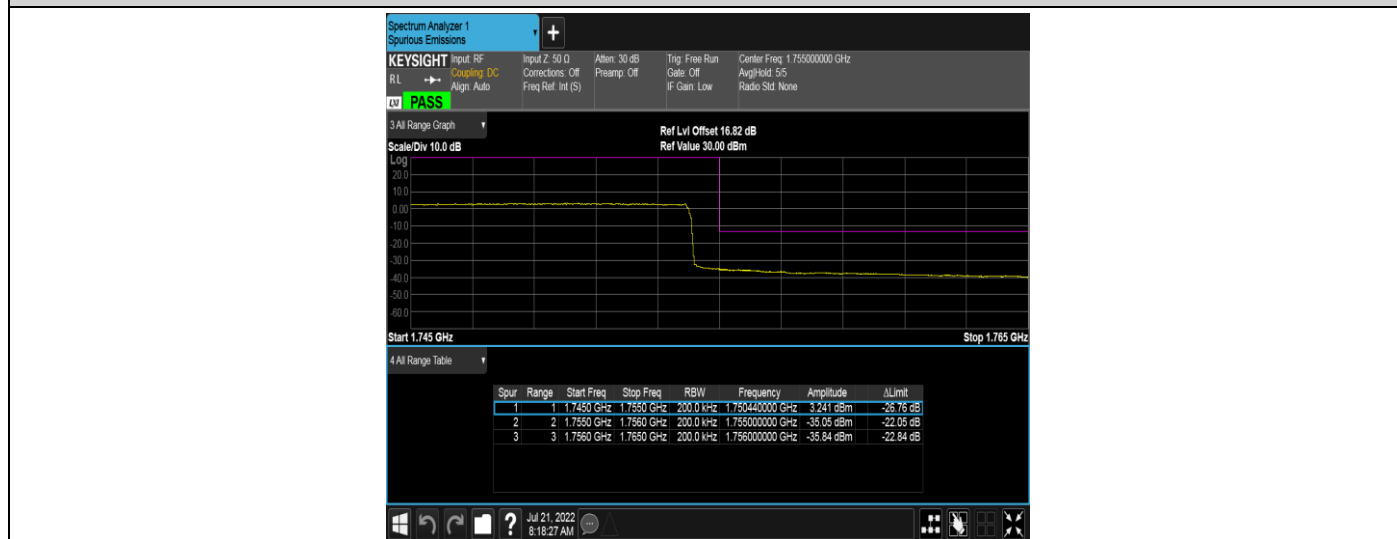 Spectrum Analyzer 1
Spurious Emissions
+
KEYSIGHT Input: RF Input Z: 50 Ω Atten: 30 dB Trig: Free Run Center Freq: 1.755000000 GHz
RL Coupling: DC Corrections: Off Preamp: Off Gate: Off Avg|Hold: 5/5
Align: Auto Freq Ref: Int (S) IF Gain: Low Radio Std: None
LXI PASS
3 All Range Graph
Ref Lvl Offset 16.82 dB
Scale/Div 10.0 dB Ref Value 30.00 dBm
Log
20.0
10.0
0.00
-10.0
-20.0
-30.0
-40.0
-50.0
-60.0
Start 1.745 GHz Stop 1.765 GHz
4 All Range Table
Spur Range Start Freq Stop Freq RBW Frequency Amplitude ΔLimit
1 1 1.7450 GHz 1.7550 GHz 200.0 kHz 1.750440000 GHz 3.241 dBm -26.76 dB
2 2 1.7550 GHz 1.7560 GHz 200.0 kHz 1.755000000 GHz -35.05 dBm -22.05 dB
3 3 1.7560 GHz 1.7650 GHz 200.0 kHz 1.756000000 GHz -35.84 dBm -22.84 dB
? Jul 21, 2022
8:18:27 AM